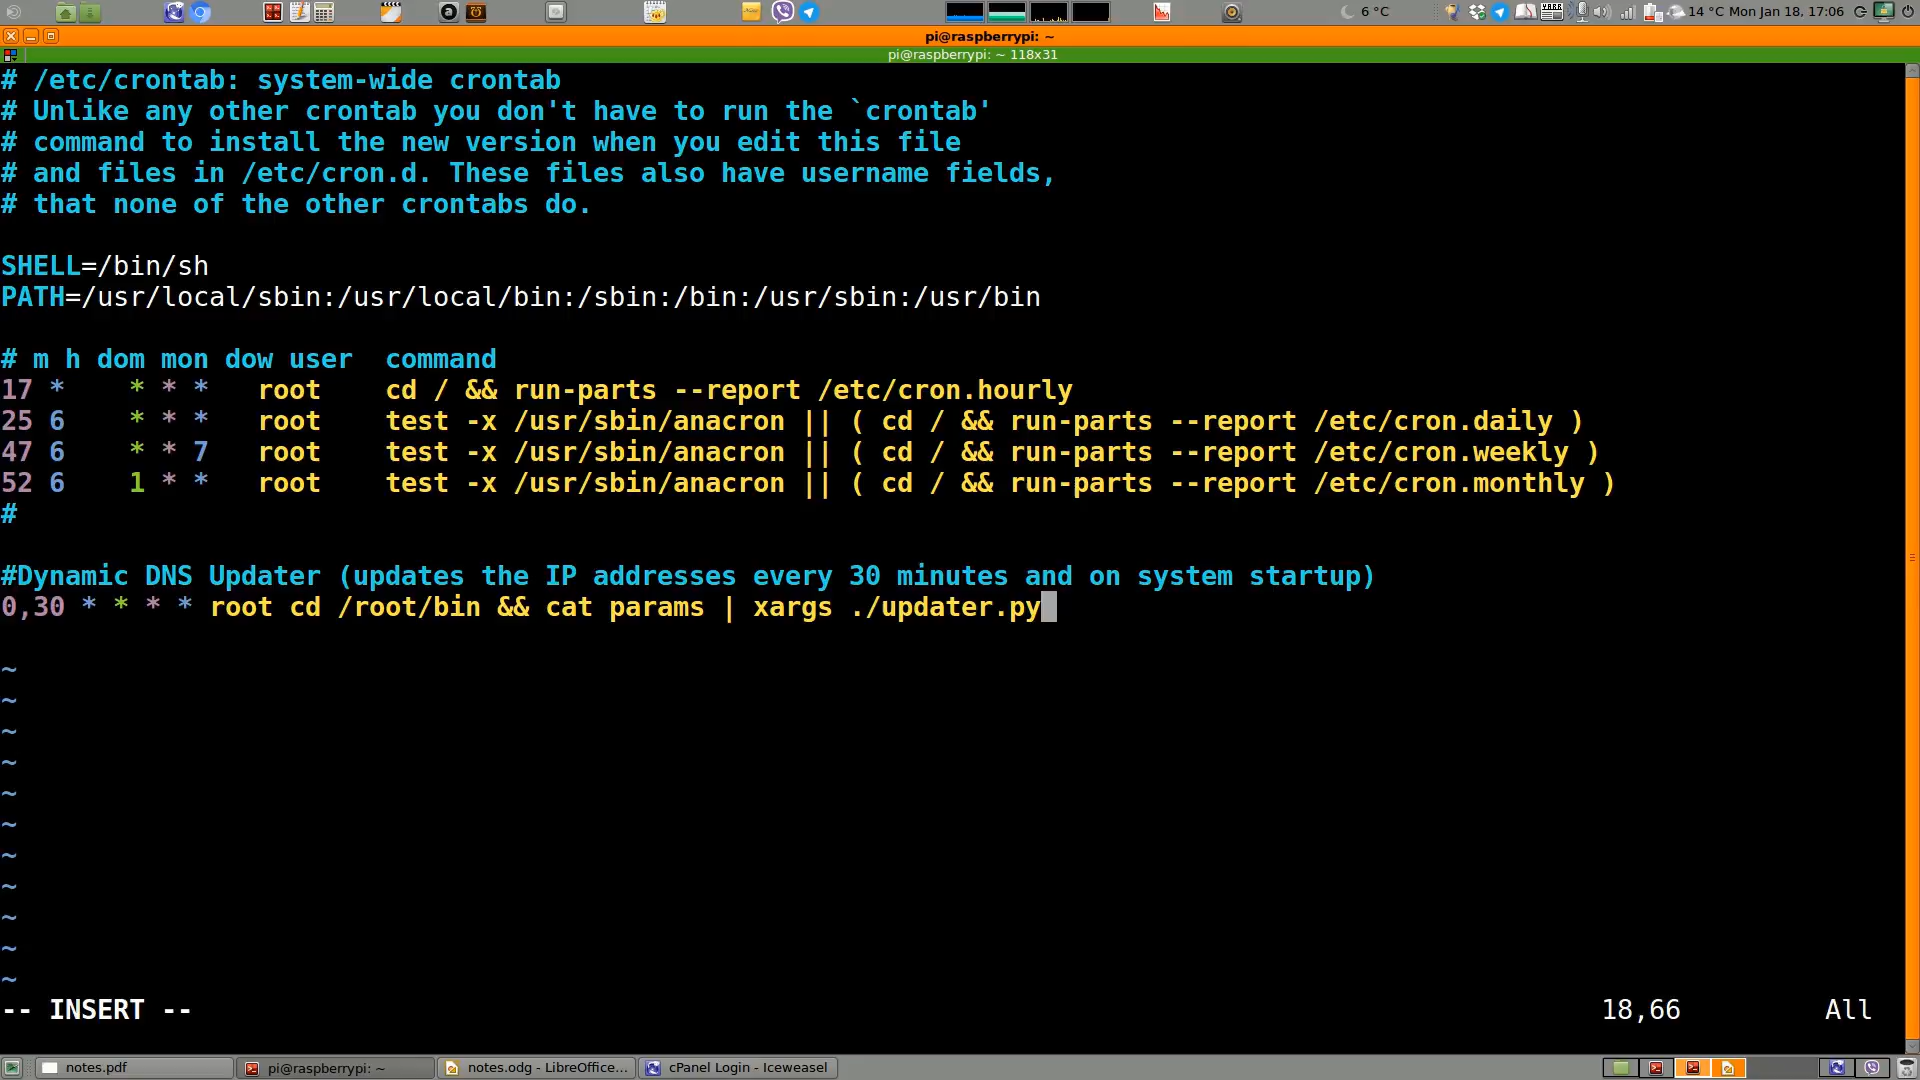 6 °C
14 °C Mon Jan 18, 17:06
pi@raspberrypi: ~
pi@raspberrypi: ~ 118x31
# /etc/crontab: system-wide crontab
# Unlike any other crontab you don't have to run the `crontab'
# command to install the new version when you edit this file
# and files in /etc/cron.d. These files also have username fields,
# that none of the other crontabs do.
SHELL=/bin/sh
PATH=/usr/local/sbin:/usr/local/bin:/sbin:/bin:/usr/sbin:/usr/bin
# m h dom mon dow user  command
17 *    * * *   root    cd / && run-parts --report /etc/cron.hourly
25 6    * * *   root    test -x /usr/sbin/anacron || ( cd / && run-parts --report /etc/cron.daily )
47 6    * * 7   root    test -x /usr/sbin/anacron || ( cd / && run-parts --report /etc/cron.weekly )
52 6    1 * *   root    test -x /usr/sbin/anacron || ( cd / && run-parts --report /etc/cron.monthly )
#
#Dynamic DNS Updater (updates the IP addresses every 30 minutes and on system startup)
0,30 * * * * root cd /root/bin && cat params | xargs ./updater.py
~
~
~
~
~
~
~
~
~
~
~
-- INSERT --
18,66
All
notes.pdf
pi@raspberrypi: ~
notes.odg - LibreOffice...
cPanel Login - Iceweasel